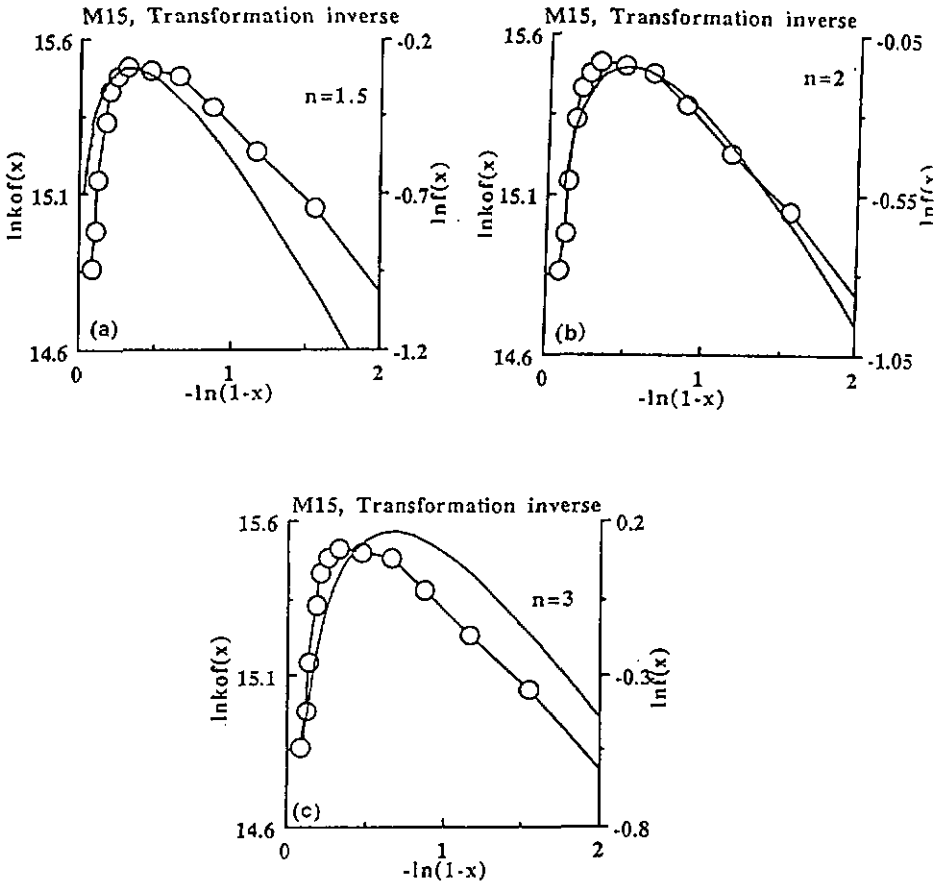 M15, Transformation inverse
15.6
-0.2
n=1.5
lnkof(x)
15.1
-0.7
lnf(x)
(a)
14.6
-1.2
0
1
2
-ln(1-x)
M15, Transformation inverse
15.6
-0.05
n=2
lnkof(x)
15.1
-0.55
lnf(x)
(b)
14.6
-1.05
0
1
2
-ln(1-x)
M15, Transformation inverse
15.6
0.2
n=3
lnkof(x)
15.1
-0.3
lnf(x)
(c)
14.6
-0.8
0
1
2
-ln(1-x)